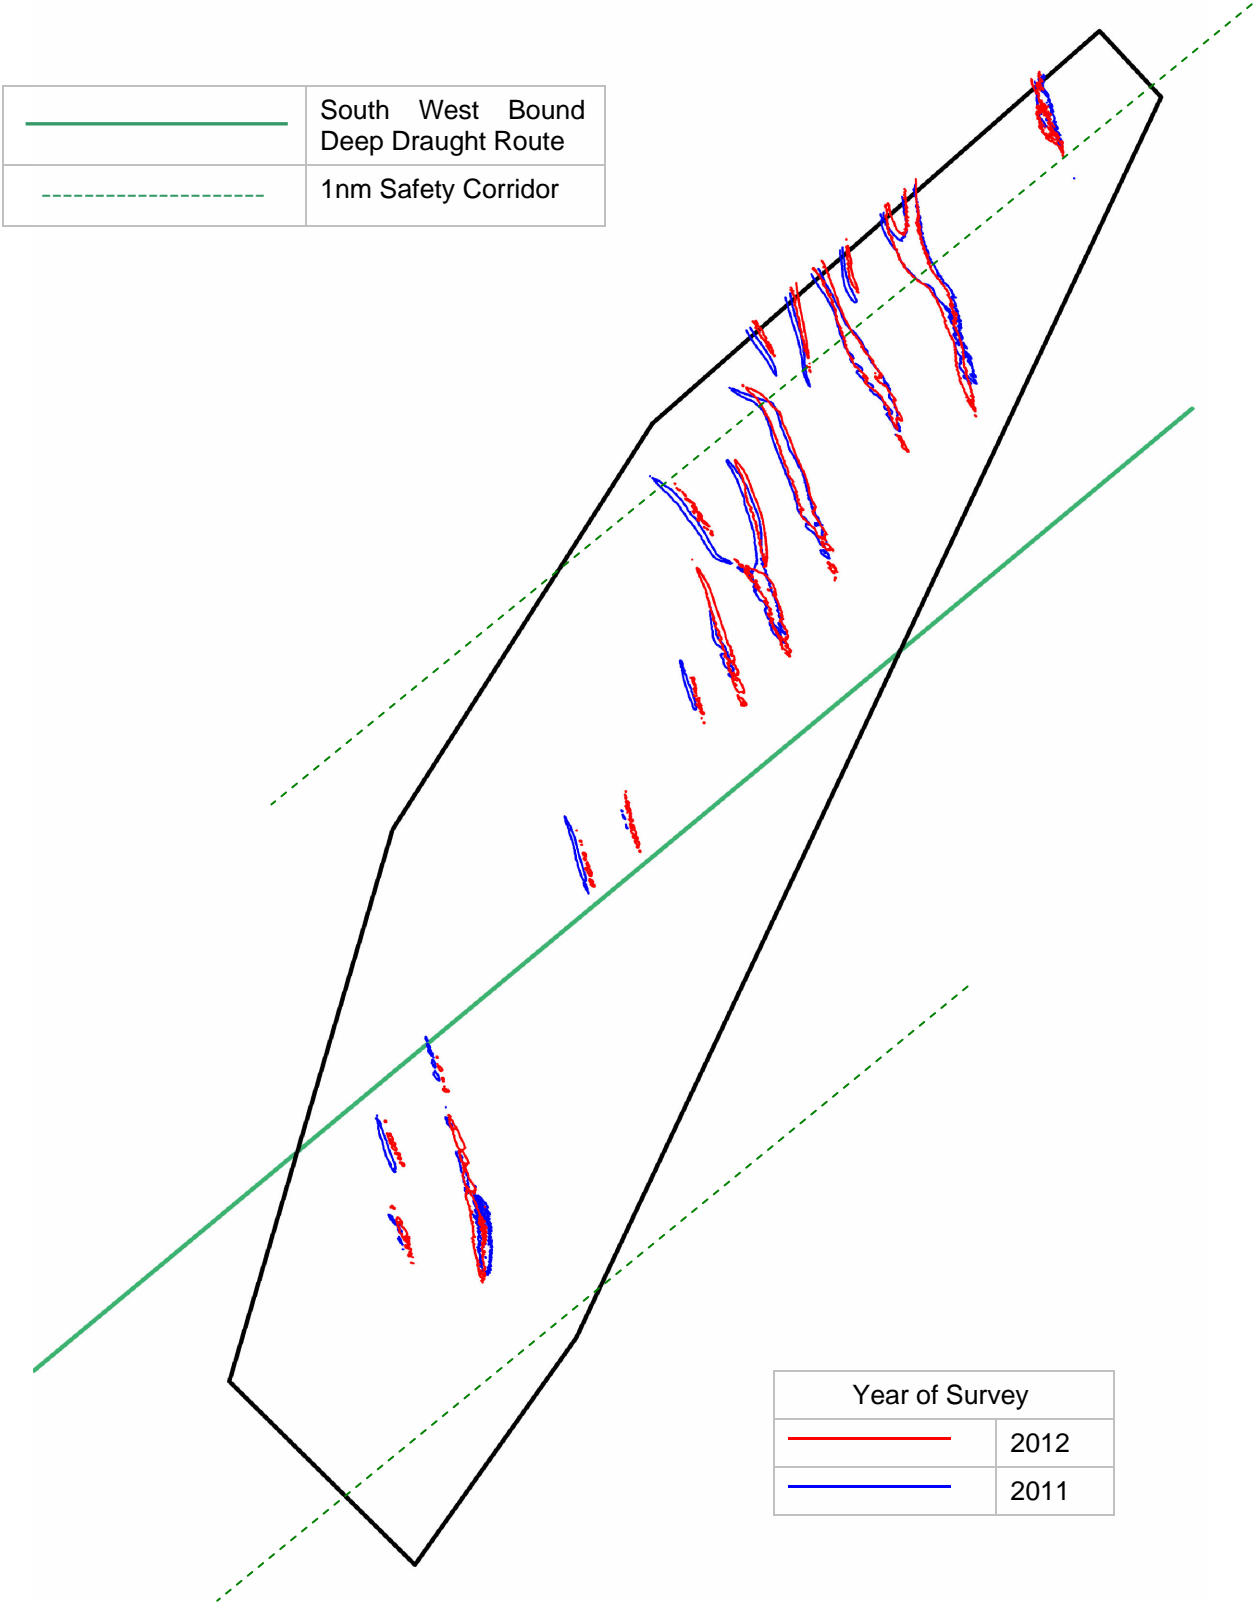 South West Bound
Deep Draught Route
1nm Safety Corridor
Year of Survey
2012
2011